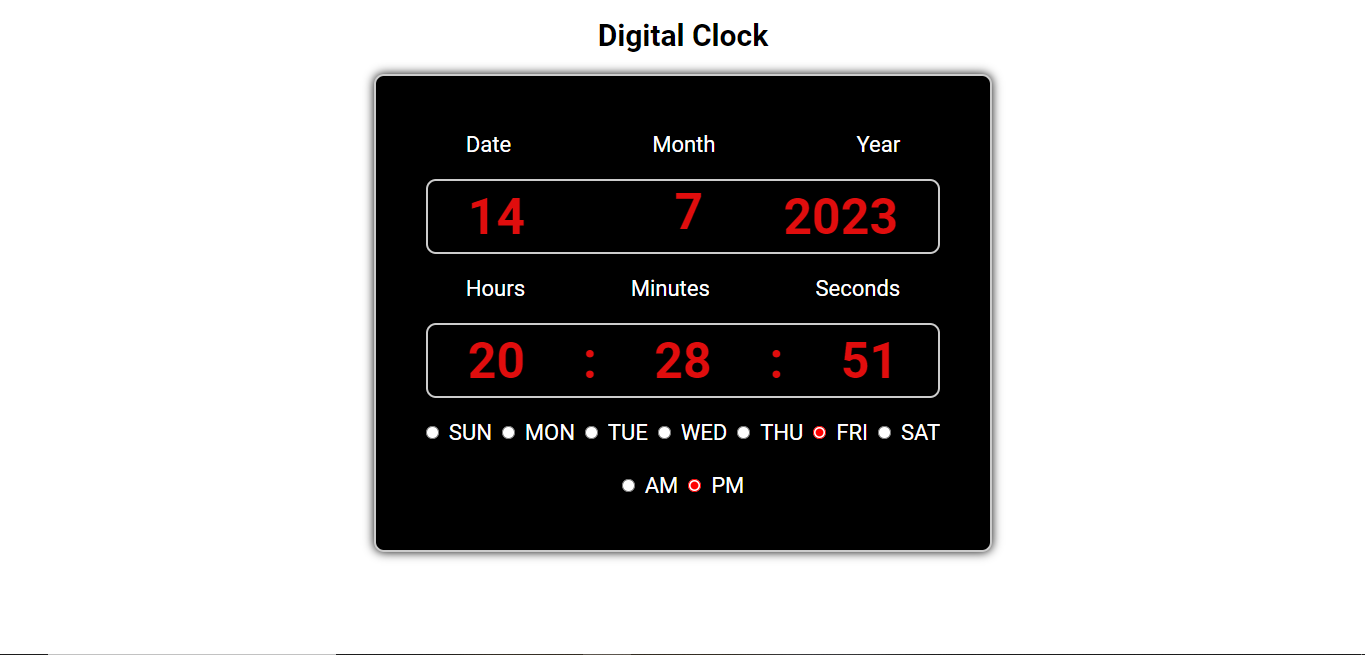 Digital Clock
Date Month Year
14 7 2023
Hours Minutes Seconds
20 : 28 : 51
SUN MON TUE WED THU FRI SAT
AM PM